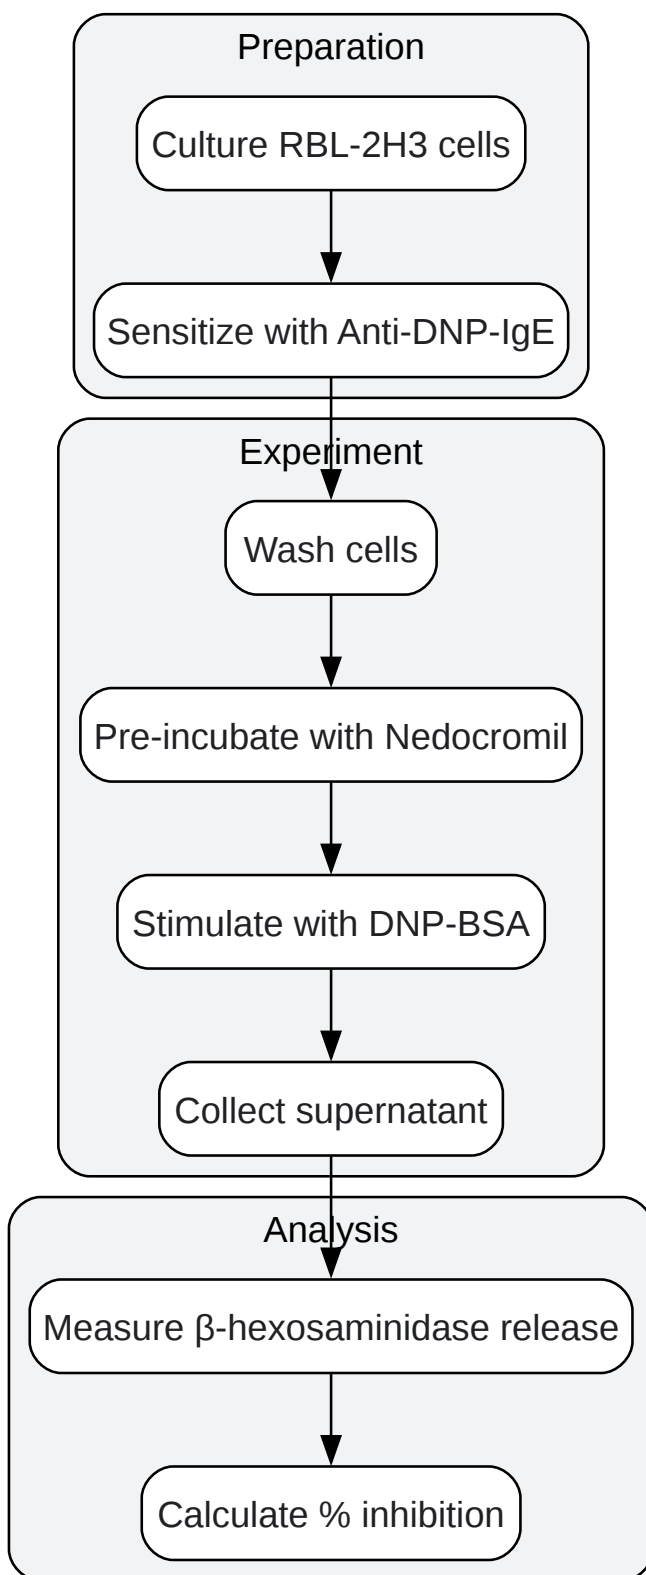 Preparation
Culture RBL-2H3 cells
Sensitize with Anti-DNP-IgE
Experiment
Wash cells
Pre-incubate with Nedocromil
Stimulate with DNP-BSA
Collect supernatant
Analysis
Measure β-hexosaminidase release
Calculate % inhibition